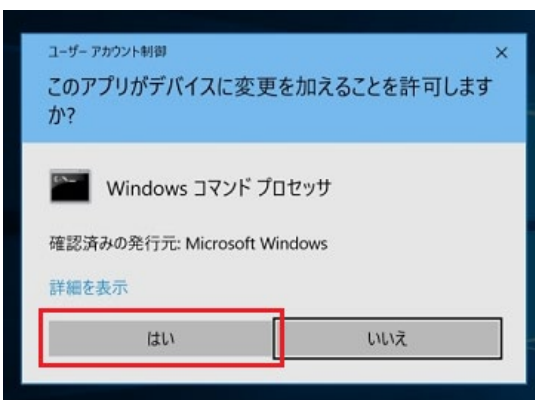 ユーザー アカウント制御
このアプリがデバイスに変更を加えることを許可します
か?
Windows コマンド プロセッサ
確認済みの発行元: Microsoft Windows
詳細を表示
はい
いいえ